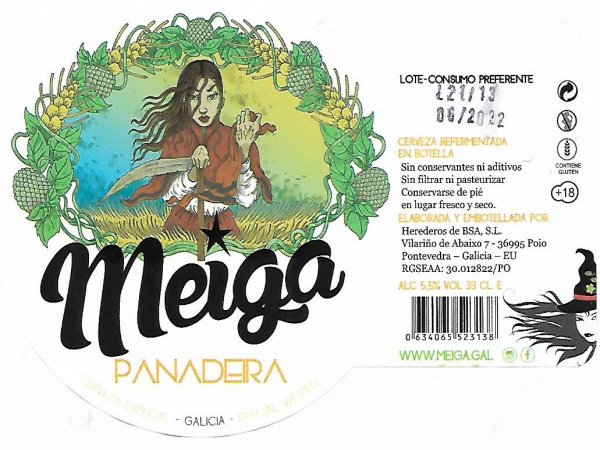 Meiga
PANADEIRA
CERVEZA ESPECIAL - GALICIA - SPECIAL WEIZEN
LOTE-CONSUMO PREFERENTE
L21/13
06/2022
CERVEZA REFERMENTADA
EN BOTELLA
Sin conservantes ni aditivos
Sin filtrar ni pasteurizar
Conservarse de pié
en lugar fresco y seco.
ELABORADA Y EMBOTELLADA POR
Herederos de BSA, S.L.
Vilariño de Abaixo 7 - 36995 Poio
Pontevedra – Galicia – EU
RGSEAA: 30.012822/PO
ALC 5.5% VOL 33 CL E
0 634065 523138
WWW.MEIGA.GAL
CONTIENE
GLUTEN
+18